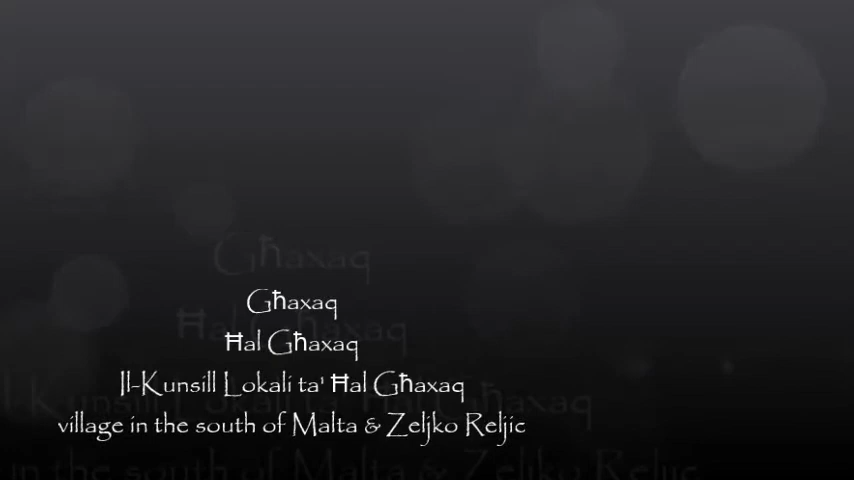 Għaxaq
Ħal Għaxaq
Il-Kunsill Lokali ta' Ħal Għaxaq
village in the south of Malta & Zeljko Reljic